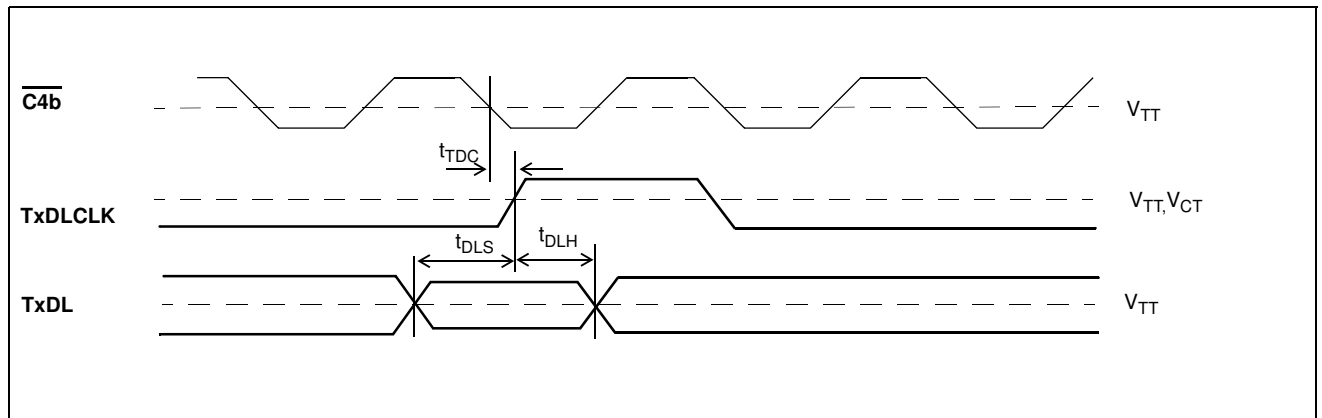 C4b
V_TT
t_TDC
TxDLCLK
V_TT,V_CT
t_DLS
t_DLH
TxDL
V_TT